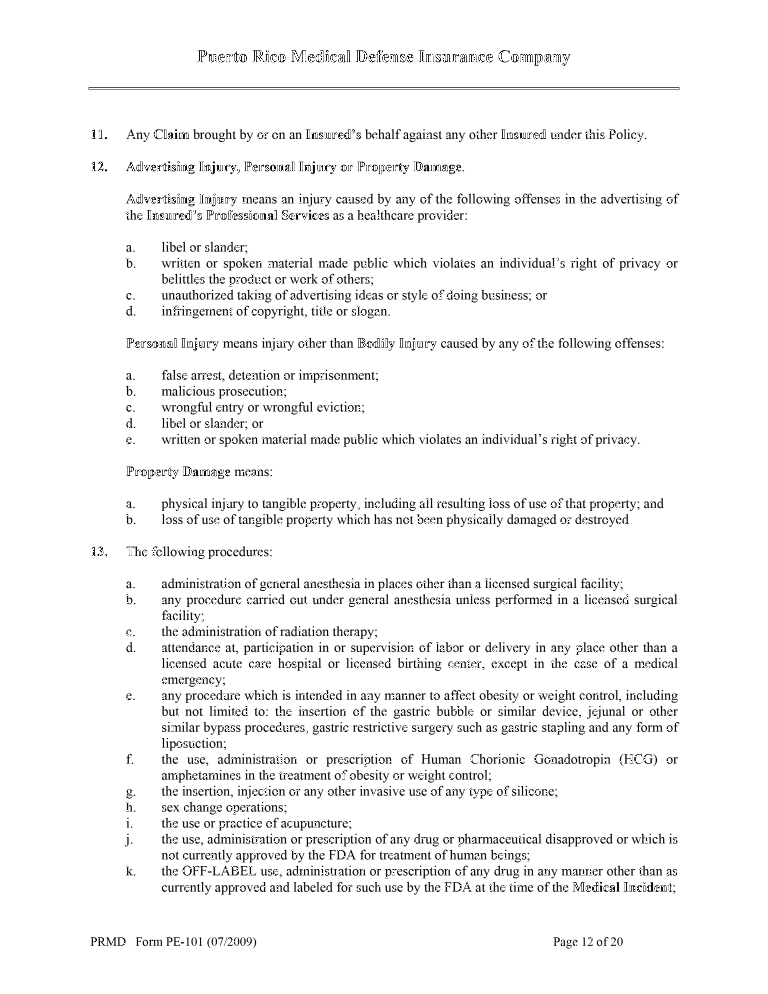 Puerto Rico Medical Defense Insurance Company
11. Any Claim brought by or on an Insured's behalf against any other Insured under this Policy.
12. Advertising Injury, Personal Injury or Property Damage.
Advertising Injury means an injury caused by any of the following offenses in the advertising of
the Insured's Professional Services as a healthcare provider:
a. libel or slander;
b. written or spoken material made public which violates an individual's right of privacy or
belittles the product or work of others;
c. unauthorized taking of advertising ideas or style of doing business; or
d. infringement of copyright, title or slogan.
Personal Injury means injury other than Bodily Injury caused by any of the following offenses:
a. false arrest, detention or imprisonment;
b. malicious prosecution;
c. wrongful entry or wrongful eviction;
d. libel or slander; or
e. written or spoken material made public which violates an individual's right of privacy.
Property Damage means:
a. physical injury to tangible property, including all resulting loss of use of that property; and
b. loss of use of tangible property which has not been physically damaged or destroyed.
13. The following procedures:
a. administration of general anesthesia in places other than a licensed surgical facility;
b. any procedure carried out under general anesthesia unless performed in a licensed surgical
facility;
c. the administration of radiation therapy;
d. attendance at, participation in or supervision of labor or delivery in any place other than a
licensed acute care hospital or licensed birthing center, except in the case of a medical
emergency;
e. any procedure which is intended in any manner to affect obesity or weight control, including
but not limited to: the insertion of the gastric bubble or similar device, jejunal or other
similar bypass procedures, gastric restrictive surgery such as gastric stapling and any form of
liposuction;
f. the use, administration or prescription of Human Chorionic Gonadotropin (HCG) or
amphetamines in the treatment of obesity or weight control;
g. the insertion, injection or any other invasive use of any type of silicone;
h. sex change operations;
i. the use or practice of acupuncture;
j. the use, administration or prescription of any drug or pharmaceutical disapproved or which is
not currently approved by the FDA for treatment of human beings;
k. the OFF-LABEL use, administration or prescription of any drug in any manner other than as
currently approved and labeled for such use by the FDA at the time of the Medical Incident;
PRMD Form PE-101 (07/2009) Page 12 of 20